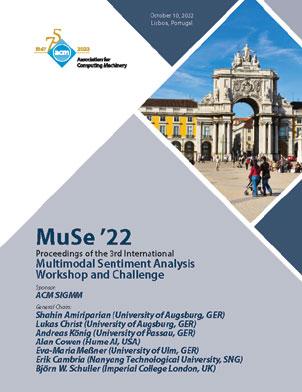 October 10, 2022
Lisboa, Portugal
75
1947
2022
acm
Association for
Computing Machinery
MuSe ’22
Proceedings of the 3rd International
Multimodal Sentiment Analysis
Workshop and Challenge
Sponsor:
ACM SIGMM
General Chairs:
Shahin Amiriparian (University of Augsburg, GER)
Lukas Christ (University of Augsburg, GER)
Andreas König (University of Passau, GER)
Alan Cowen (Hume AI, USA)
Eva-Maria Meßner (University of Ulm, GER)
Erik Cambria (Nanyang Technological University, SNG)
Björn W. Schuller (Imperial College London, UK)